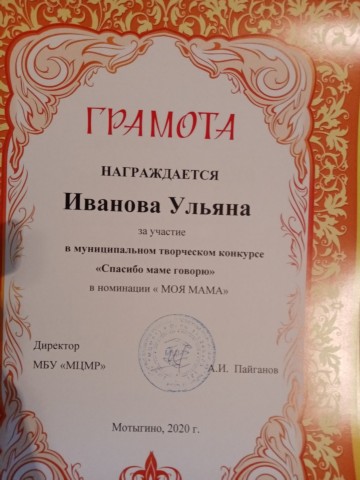 ГРАМОТА
НАГРАЖДАЕТСЯ
Иванова Ульяна
за участие
в муниципальном творческом конкурсе
«Спасибо маме говорю»
в номинации « МОЯ МАМА»
Директор
МБУ «МЦМР» А.И. Пайганов
Мотыгино, 2020 г.